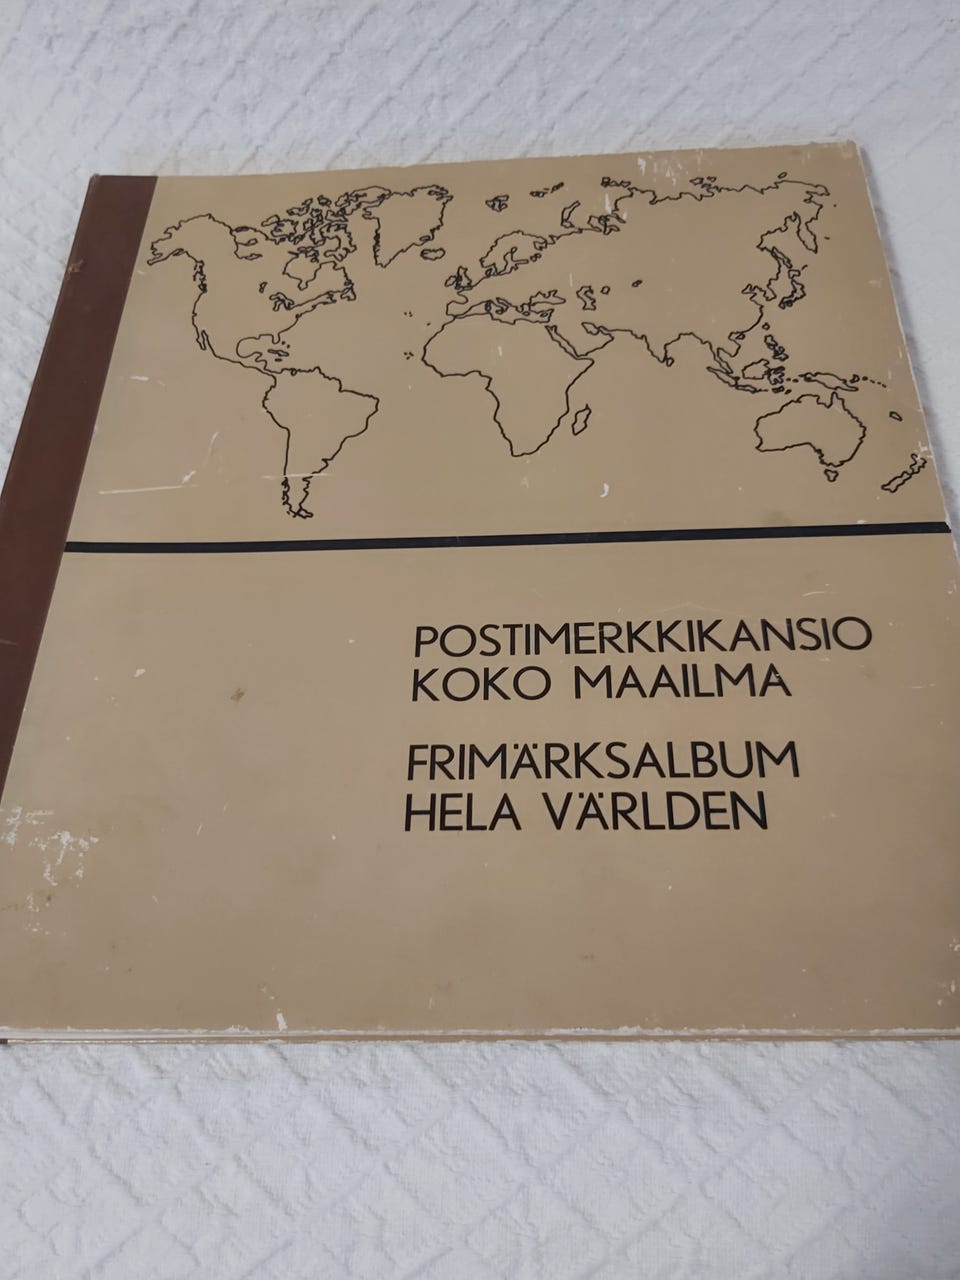 POSTIMERKKIKANSIO
KOKO MAAILMA
FRIMÄRKSALBUM
HELA VÄRLDEN